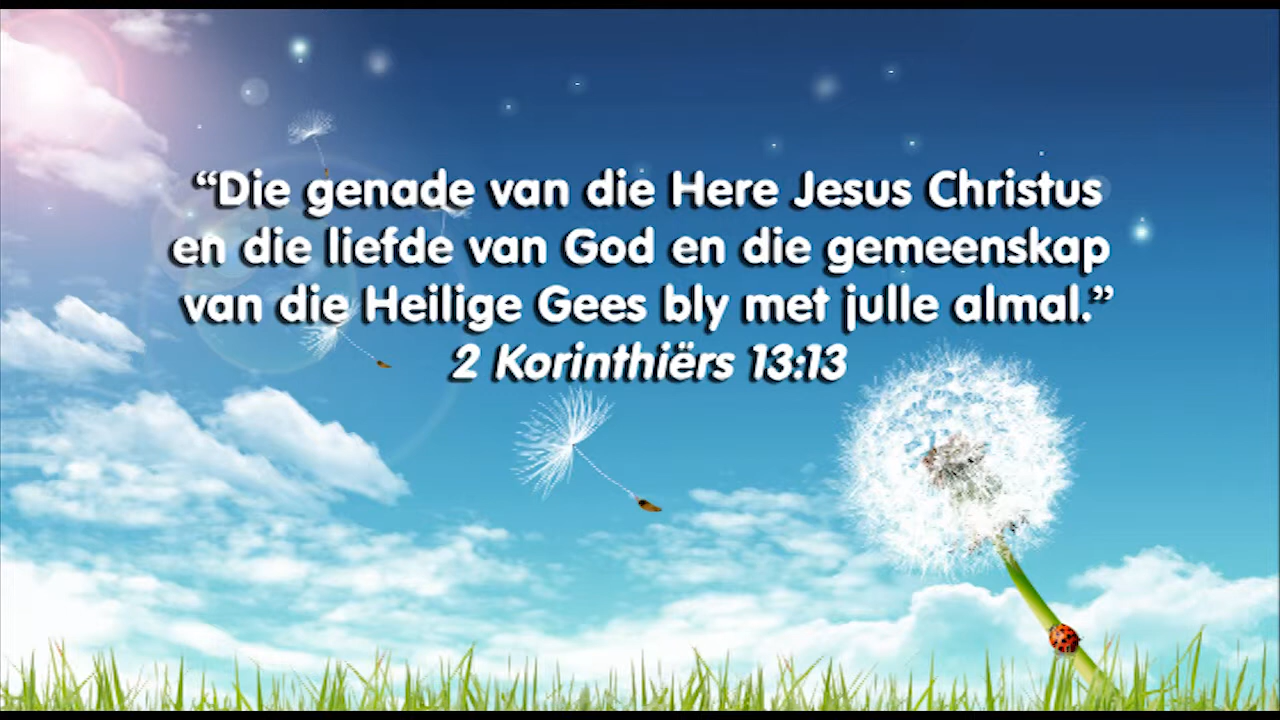 “Die genade van die Here Jesus Christus
en die liefde van God en die gemeenskap
van die Heilige Gees bly met julle almal.”
2 Korinthiërs 13:13